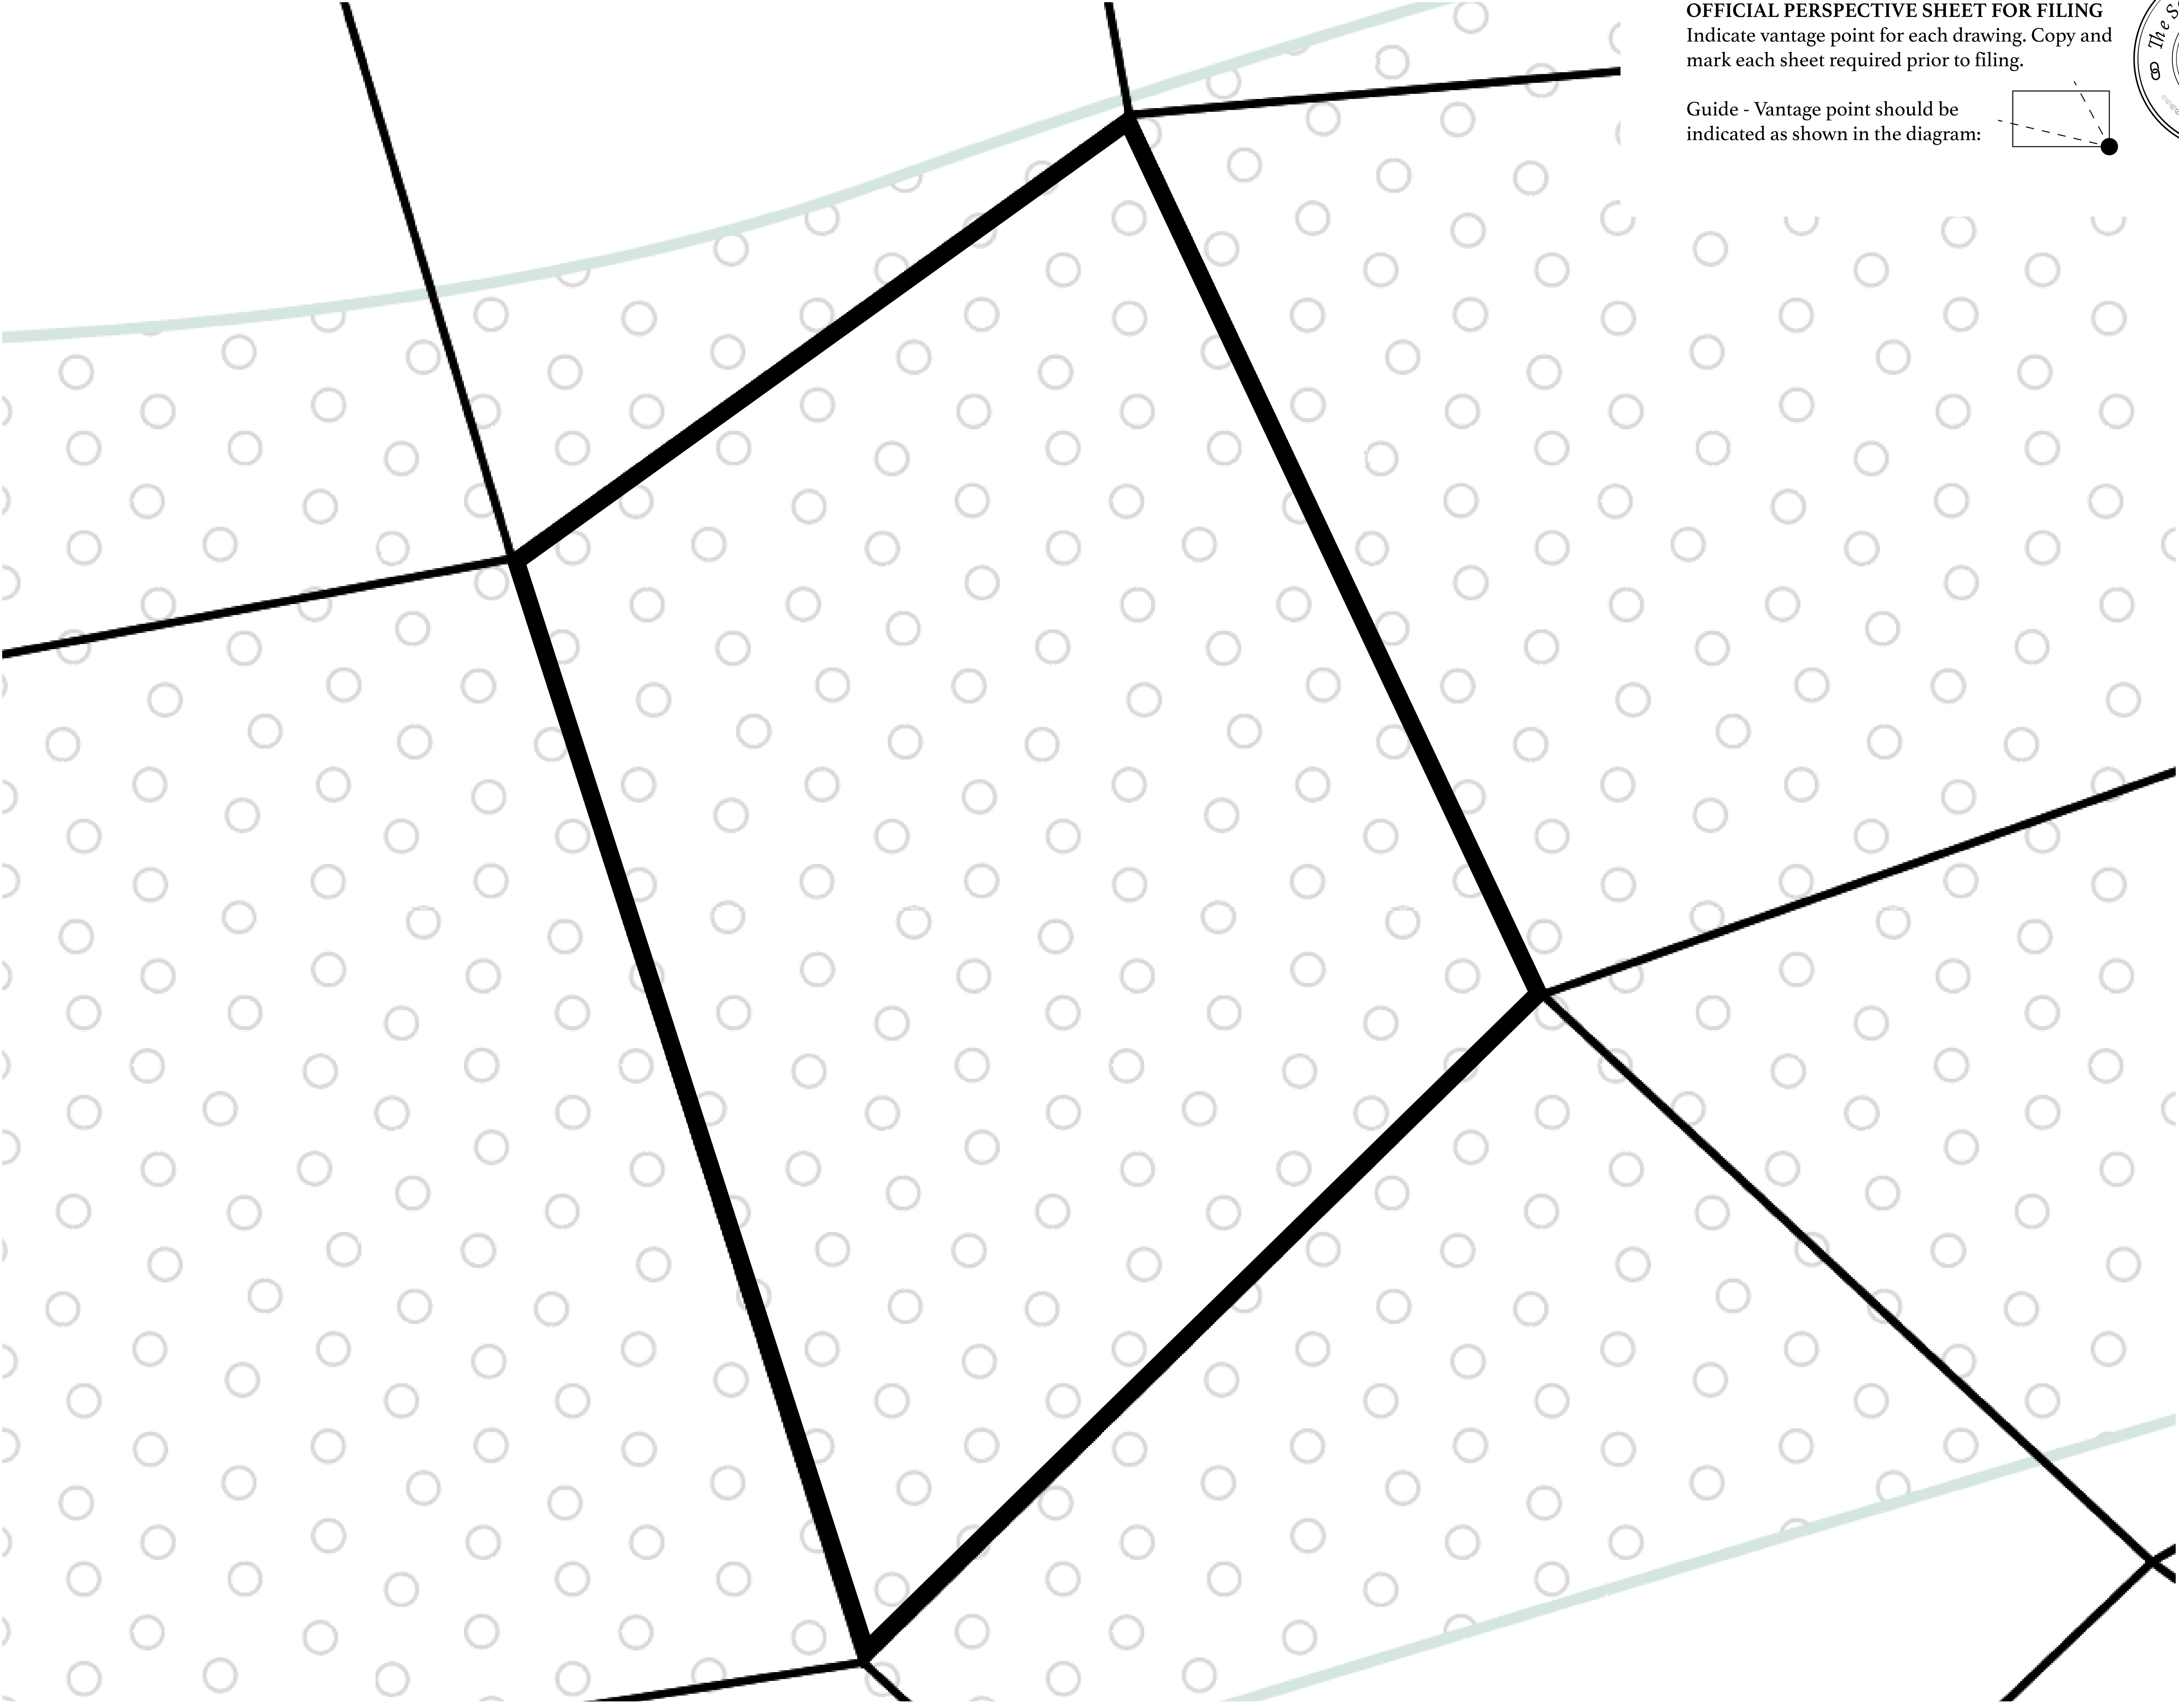 OFFICIAL PERSPECTIVE SHEET FOR FILING
Indicate vantage point for each drawing. Copy and
mark each sheet required prior to filing.
Guide - Vantage point should be
indicated as shown in the diagram:
The S